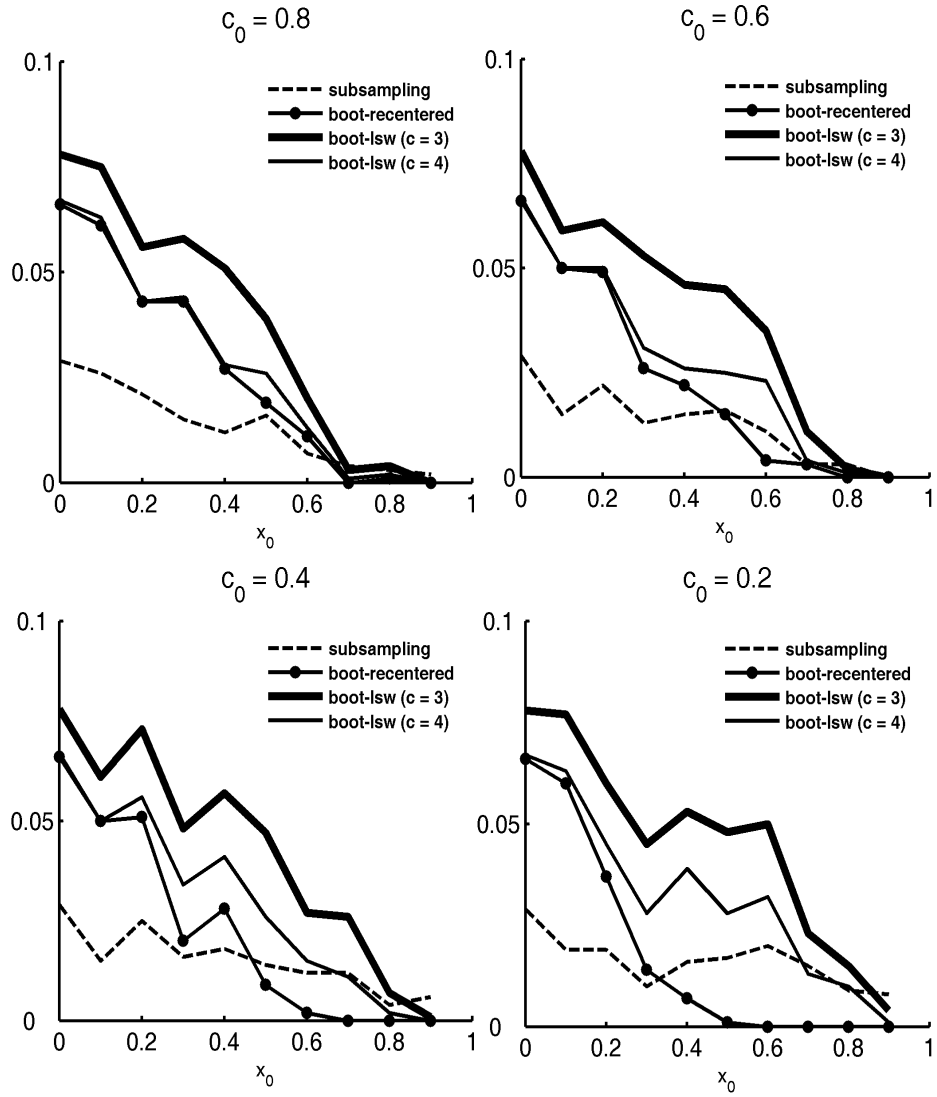 c0 = 0.8
0.1
0.05
0
subsampling
boot-recentered
boot-lsw (c = 3)
boot-lsw (c = 4)
0 0.2 0.4 0.6 0.8 1
x0
c0 = 0.6
0.1
0.05
0
subsampling
boot-recentered
boot-lsw (c = 3)
boot-lsw (c = 4)
0 0.2 0.4 0.6 0.8 1
x0
c0 = 0.4
0.1
0.05
0
subsampling
boot-recentered
boot-lsw (c = 3)
boot-lsw (c = 4)
0 0.2 0.4 0.6 0.8 1
x0
c0 = 0.2
0.1
0.05
0
subsampling
boot-recentered
boot-lsw (c = 3)
boot-lsw (c = 4)
0 0.2 0.4 0.6 0.8 1
x0